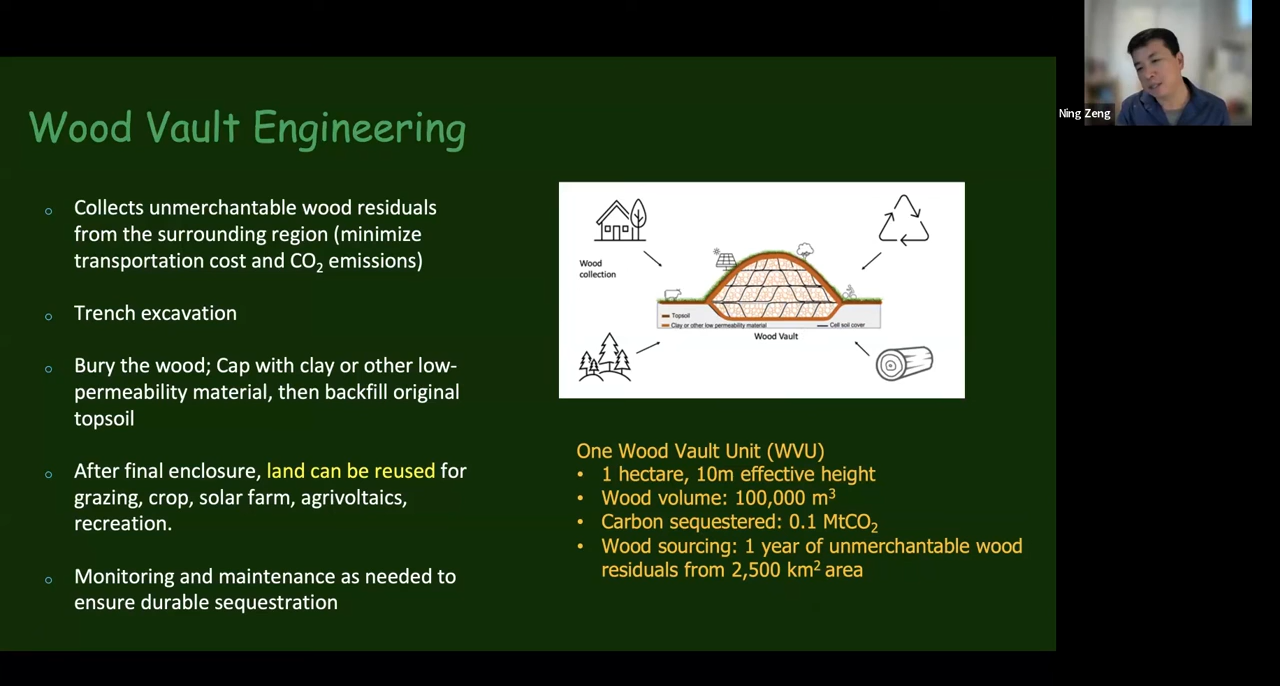 Wood Vault Engineering
Ning Zeng
Collects unmerchantable wood residuals
from the surrounding region (minimize
transportation cost and CO₂ emissions)
Trench excavation
Bury the wood; Cap with clay or other low-
permeability material, then backfill original
topsoil
After final enclosure, land can be reused for
grazing, crop, solar farm, agrivoltaics,
recreation.
Monitoring and maintenance as needed to
ensure durable sequestration
Wood
collection
Topsoil
Clay or other low permeability material
Cell soil cover
Wood Vault
One Wood Vault Unit (WVU)
• 1 hectare, 10m effective height
• Wood volume: 100,000 m³
• Carbon sequestered: 0.1 MtCO₂
• Wood sourcing: 1 year of unmerchantable wood
residuals from 2,500 km² area